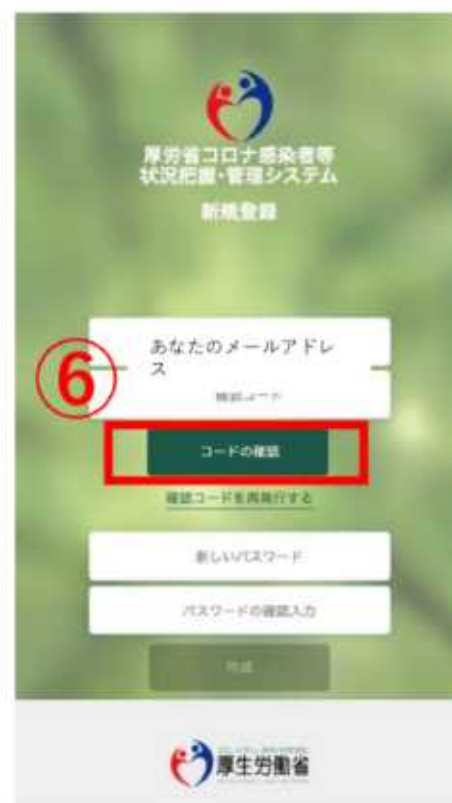 厚労省コロナ感染者等
状況把握・管理システム
新規登録
⑥
あなたのメールアドレ
ス
確認コード
コードの確認
確認コードを再発行する
新しいパスワード
パスワードの確認入力
作成
厚生労働省